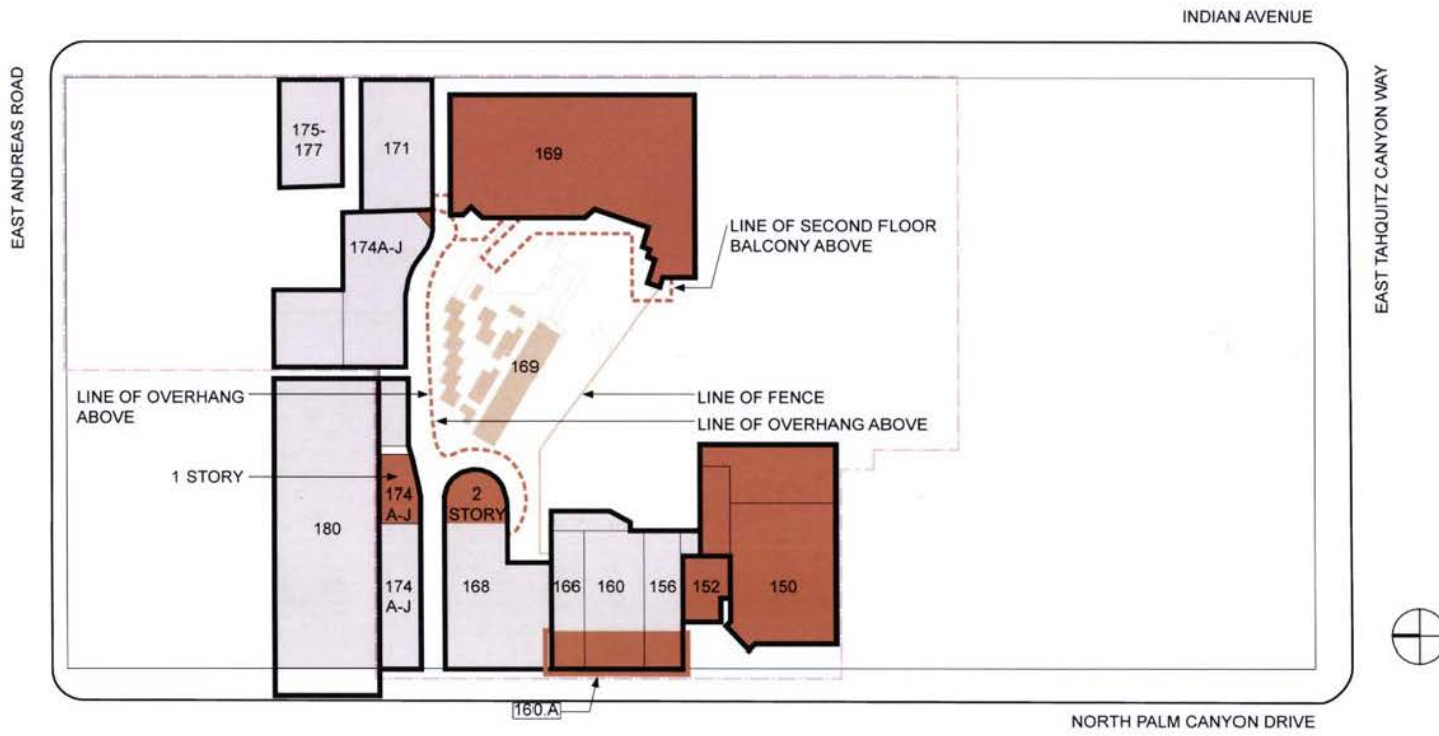 INDIAN AVENUE
EAST ANDREAS ROAD
EAST TAHQUITZ CANYON WAY
175-
177
171
169
174A-J
LINE OF SECOND FLOOR
BALCONY ABOVE
169
LINE OF OVERHANG
ABOVE
LINE OF FENCE
LINE OF OVERHANG ABOVE
1 STORY
174
A-J
2
STORY
180
174
A-J
168
166
160
156
152
150
160.A
NORTH PALM CANYON DRIVE